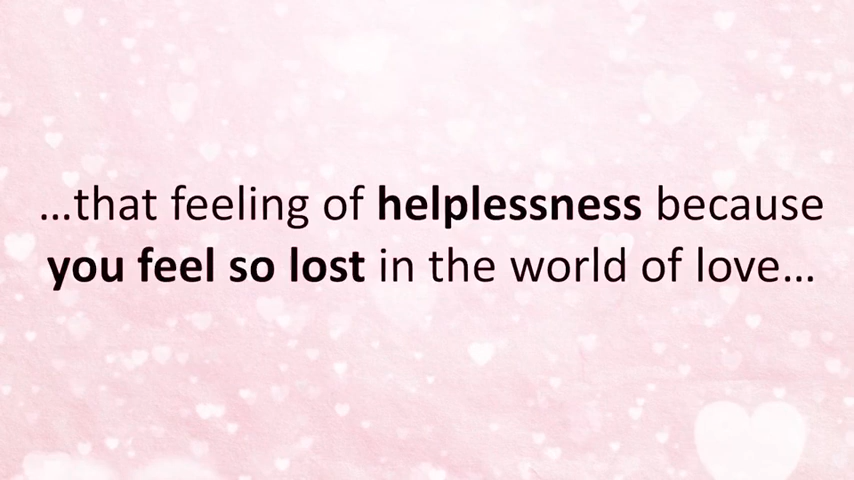 ...that feeling of helplessness because
you feel so lost in the world of love...